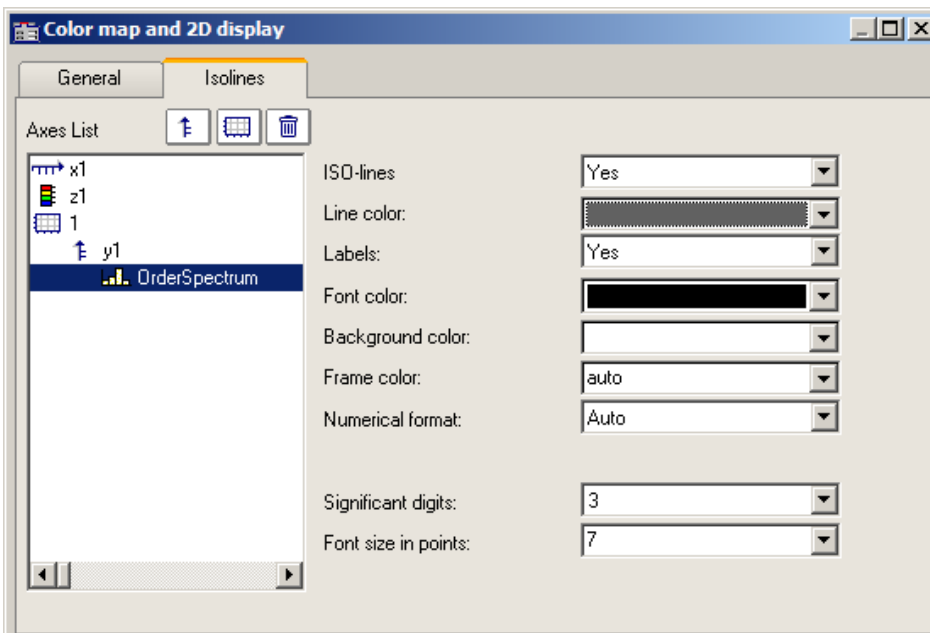 Color map and 2D display
General Isolines
Axes List
x1
z1
1
y1
OrderSpectrum
ISO-lines Yes
Line color:
Labels: Yes
Font color:
Background color:
Frame color: auto
Numerical format: Auto
Significant digits: 3
Font size in points: 7